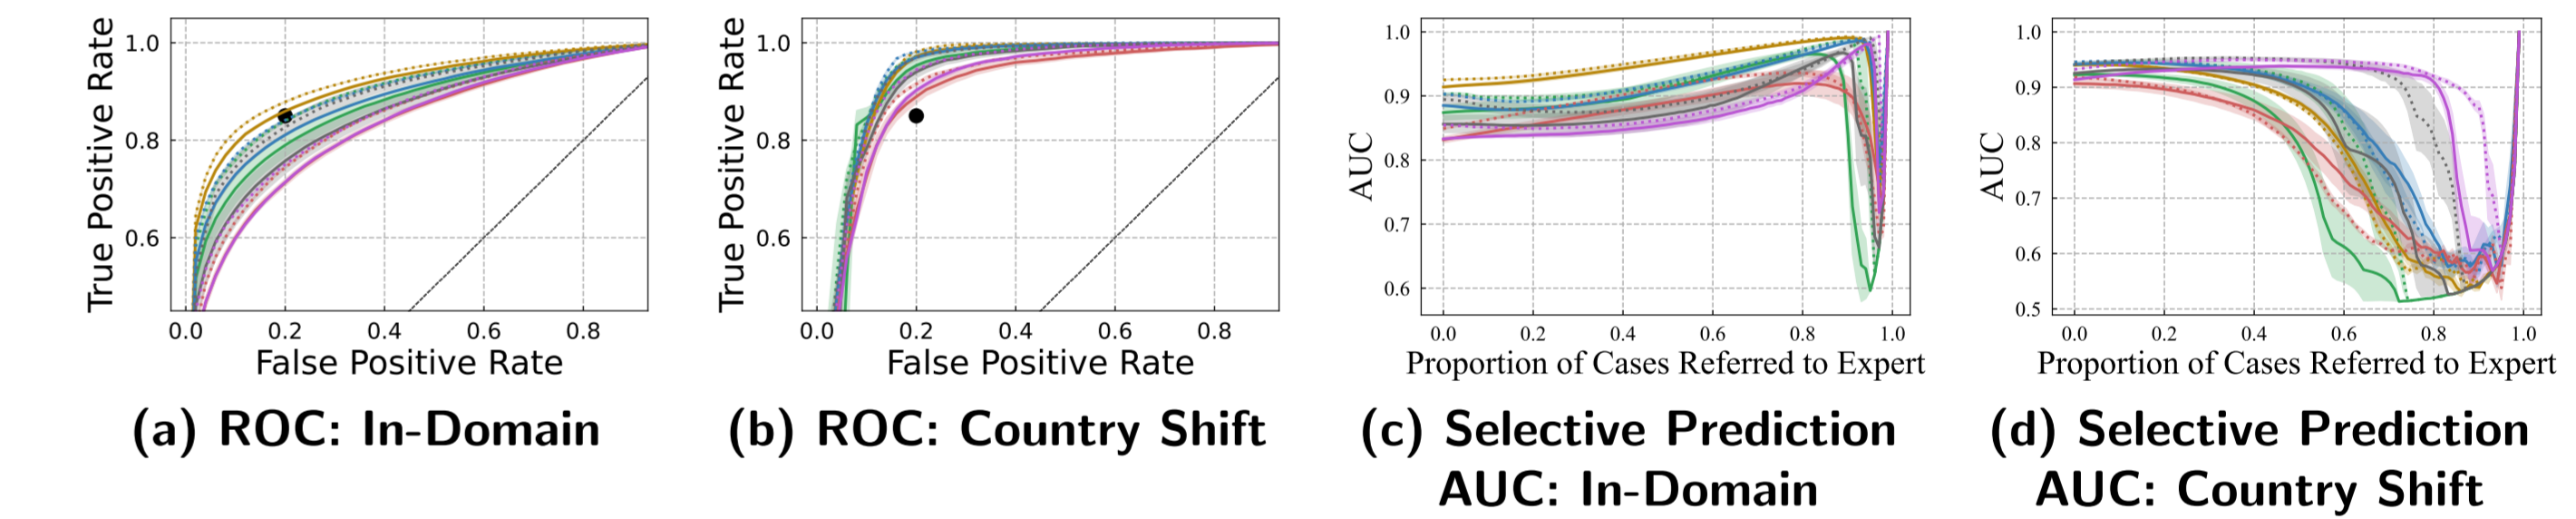 True Positive Rate
1.0
0.8
0.6
0.0 0.2 0.4 0.6 0.8
False Positive Rate
(a) ROC: In-Domain
True Positive Rate
1.0
0.8
0.6
0.0 0.2 0.4 0.6 0.8
False Positive Rate
(b) ROC: Country Shift
AUC
1.0
0.9
0.8
0.7
0.6
0.0 0.2 0.4 0.6 0.8 1.0
Proportion of Cases Referred to Expert
(c) Selective Prediction
AUC: In-Domain
AUC
1.0
0.9
0.8
0.7
0.6
0.5
0.0 0.2 0.4 0.6 0.8 1.0
Proportion of Cases Referred to Expert
(d) Selective Prediction
AUC: Country Shift